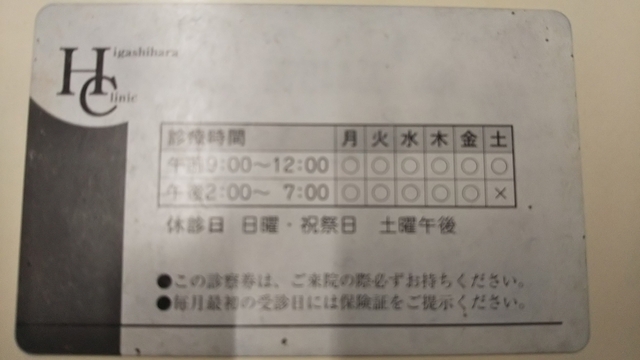 Higashihara
Clinic
診療時間 月 火 水 木 金 土
午前9:00〜12:00 ○ ○ ○ ○ ○ ○
午後2:00〜 7:00 ○ ○ ○ ○ ○ ×
休診日 日曜・祝祭日 土曜午後
●この診察券は、ご来院の際必ずお持ちください。
●毎月最初の受診日には保険証をご提示ください。